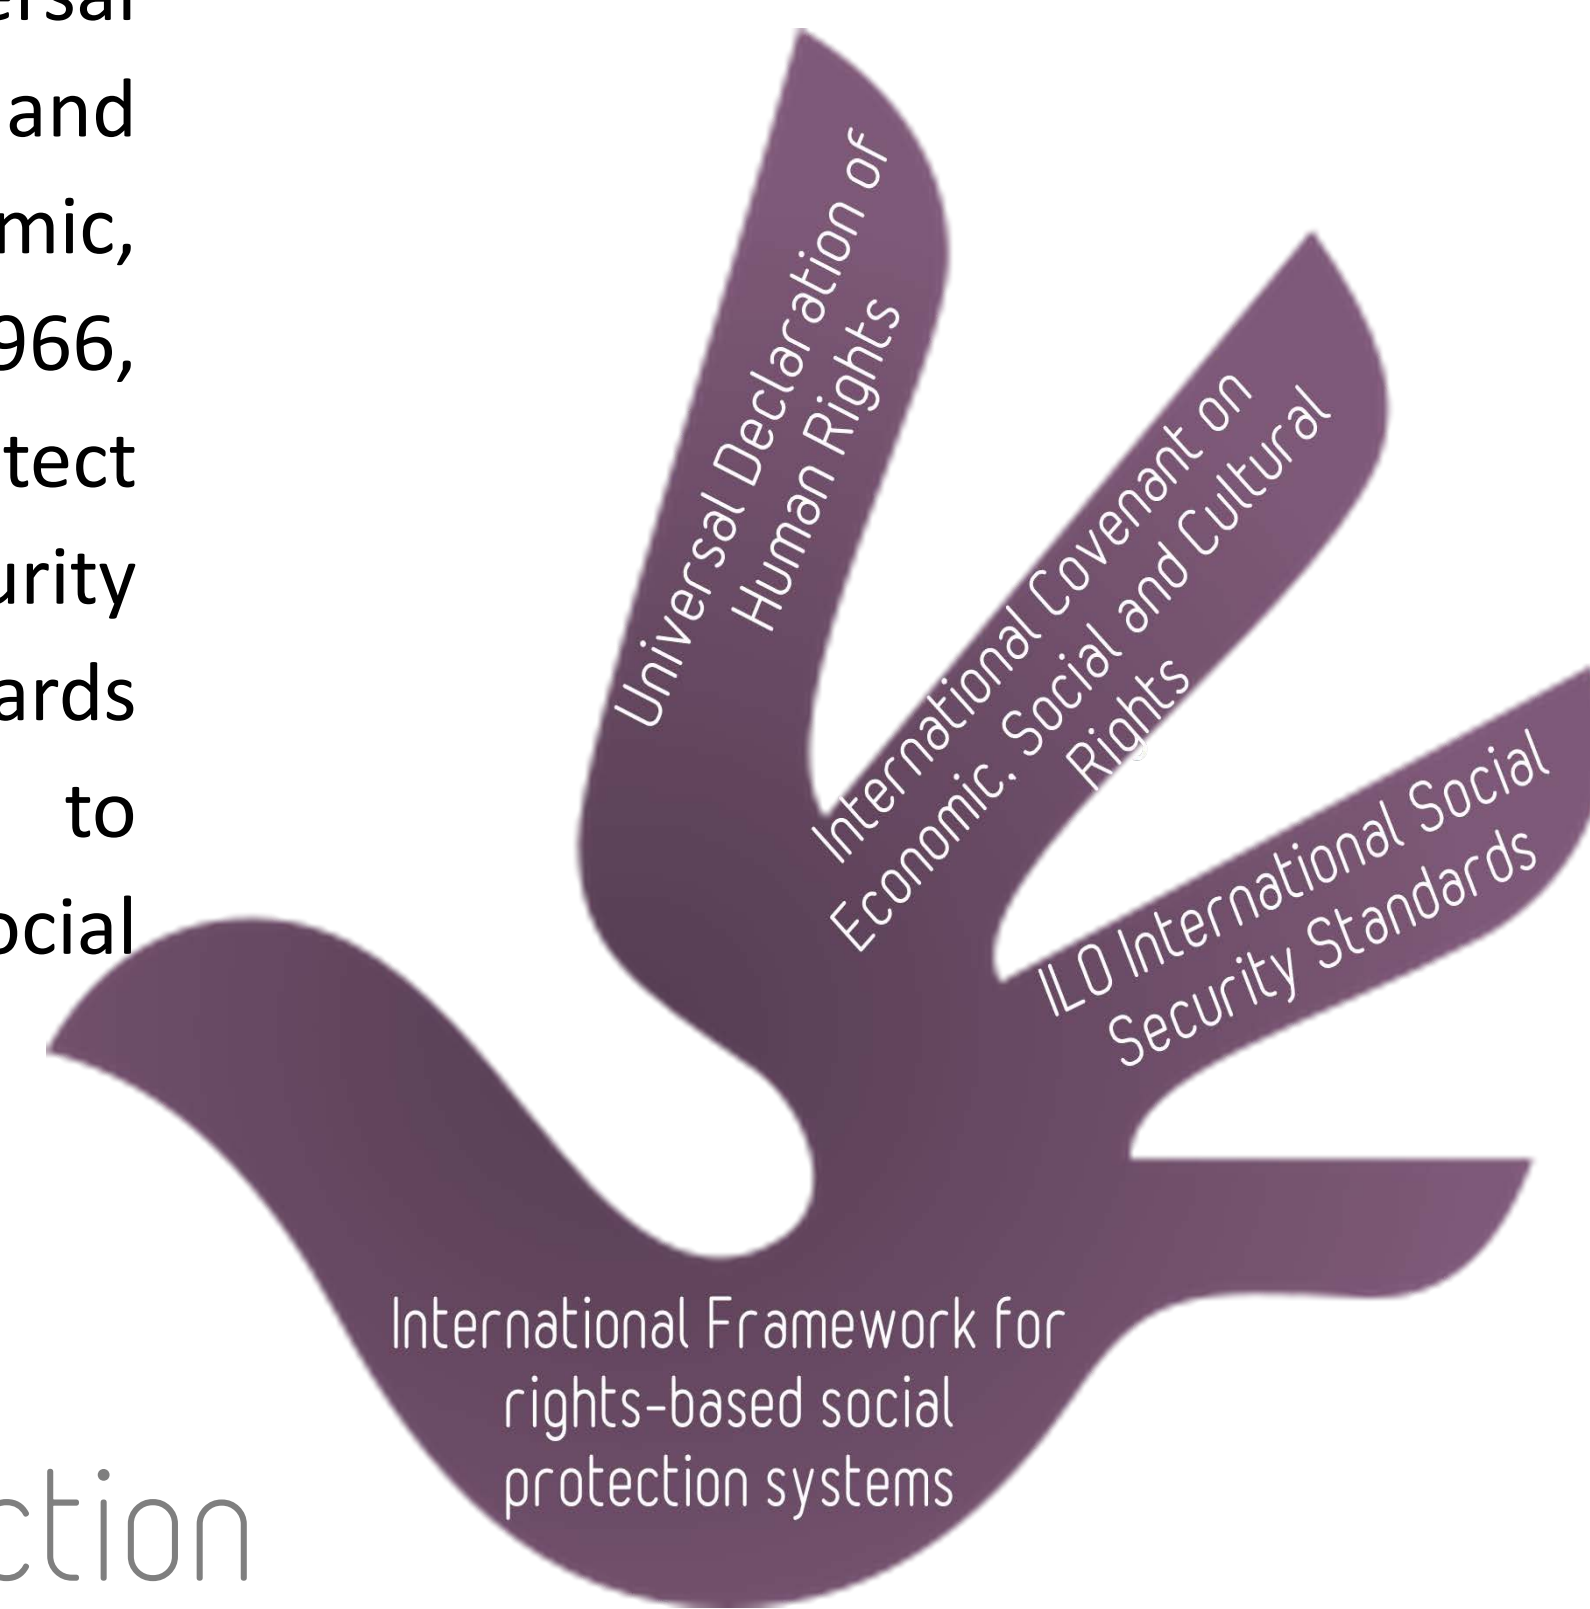 ersal
and
mic,
966,
tect
urity
ards
to
ocial
Universal Declaration of
Human Rights
International Covenant on
Economic, Social and Cultural
Rights
ILO International Social
Security Standards
International Framework for
rights-based social
protection systems
ction